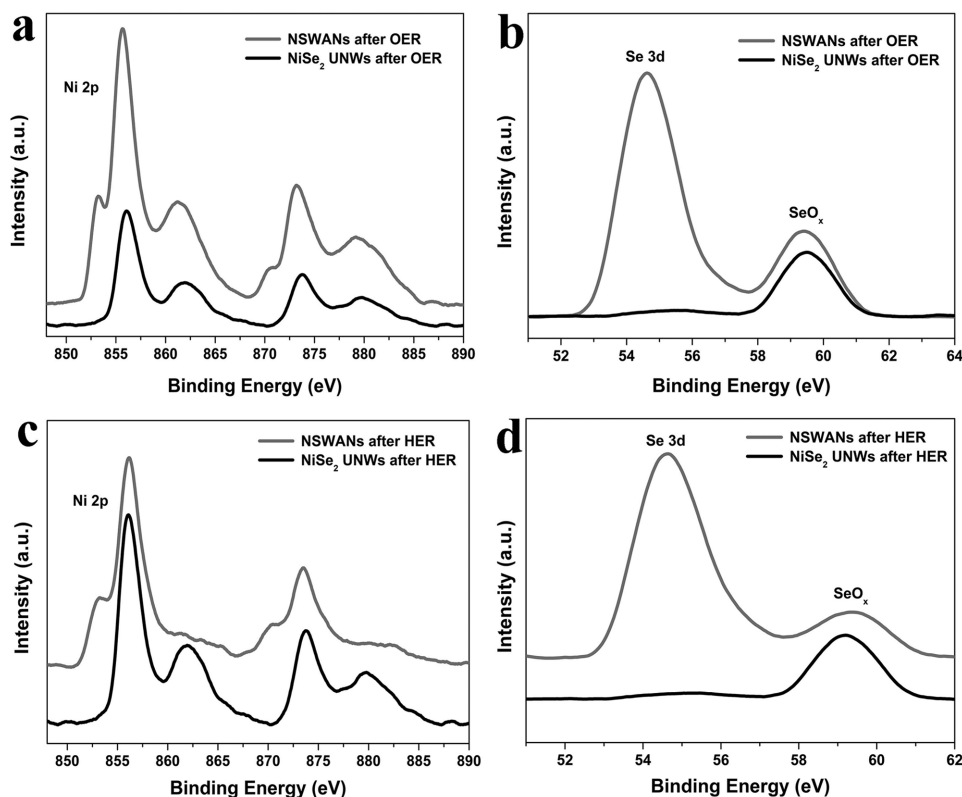 a
NSWANs after OER
NiSe₂ UNWs after OER
Ni 2p
Intensity (a.u.)
850 855 860 865 870 875 880 885 890
Binding Energy (eV)
b
NSWANs after OER
NiSe₂ UNWs after OER
Se 3d
SeOₓ
Intensity (a.u.)
52 54 56 58 60 62 64
Binding Energy (eV)
c
NSWANs after HER
NiSe₂ UNWs after HER
Ni 2p
Intensity (a.u.)
850 855 860 865 870 875 880 885 890
Binding Energy (eV)
d
NSWANs after HER
NiSe₂ UNWs after HER
Se 3d
SeOₓ
Intensity (a.u.)
52 54 56 58 60 62
Binding Energy (eV)